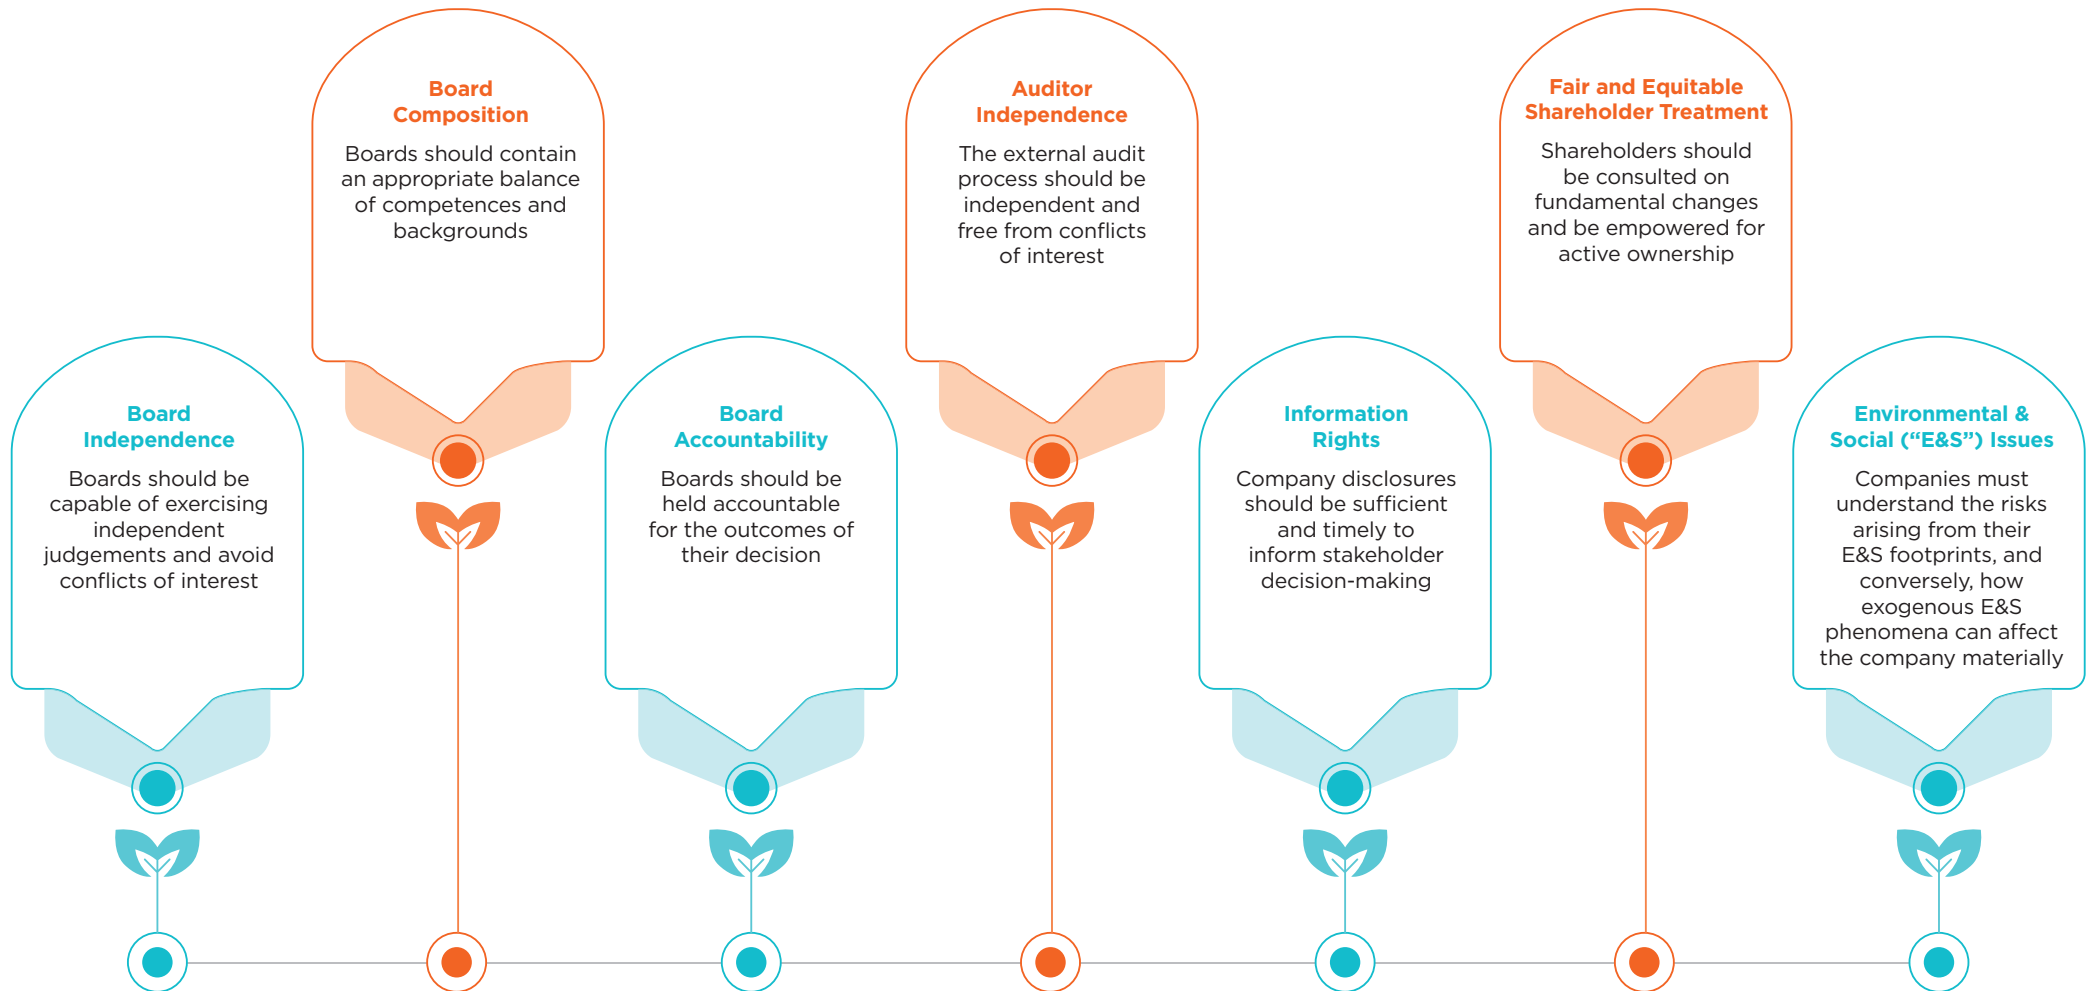 Board
Independence
Boards should be
capable of exercising
independent
judgements and avoid
conflicts of interest
Board
Composition
Boards should contain
an appropriate balance
of competences and
backgrounds
Board
Accountability
Boards should be
held accountable
for the outcomes of
their decision
Auditor
Independence
The external audit
process should be
independent and
free from conflicts
of interest
Information
Rights
Company disclosures
should be sufficient
and timely to
inform stakeholder
decision-making
Fair and Equitable
Shareholder Treatment
Shareholders should
be consulted on
fundamental changes
and be empowered for
active ownership
Environmental &
Social (“E&S”) Issues
Companies must
understand the risks
arising from their
E&S footprints, and
conversely, how
exogenous E&S
phenomena can affect
the company materially